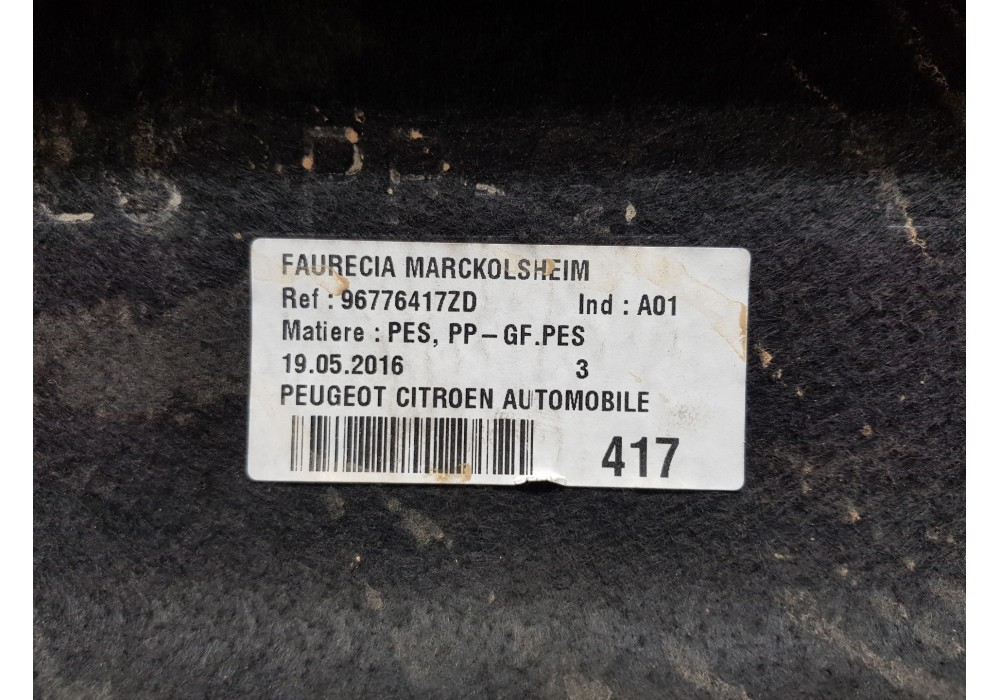 FAURECIA MARCKOLSHEIM
Ref : 96776417ZD Ind : A01
Matiere : PES, PP-GF.PES
19.05.2016 3
PEUGEOT CITROEN AUTOMOBILE
417